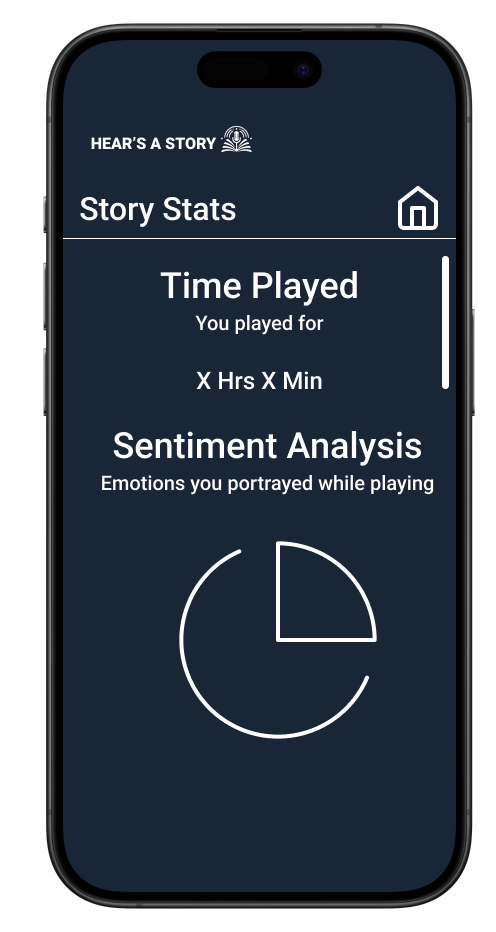 HEAR'S A STORY
Story Stats
Time Played
You played for
X Hrs X Min
Sentiment Analysis
Emotions you portrayed while playing